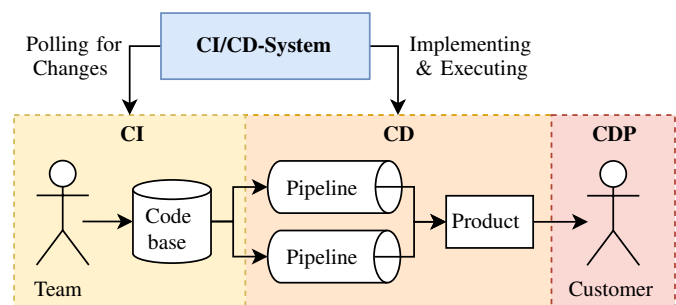 Polling for
Changes
CI/CD-System
Implementing
& Executing
CI
CD
CDP
Team
Code
base
Pipeline
Pipeline
Product
Customer